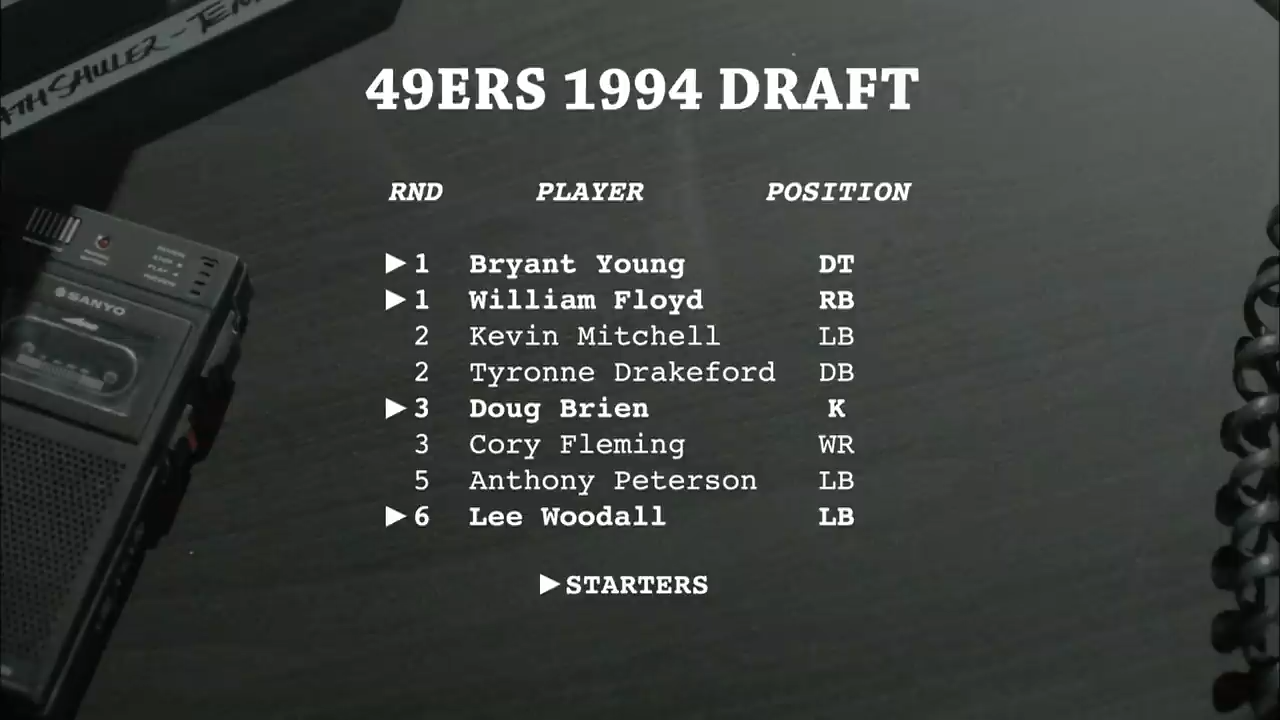 SHULER - TE
49ERS 1994 DRAFT
RND PLAYER POSITION
▶1 Bryant Young DT
▶1 William Floyd RB
2 Kevin Mitchell LB
2 Tyronne Drakeford DB
▶3 Doug Brien K
3 Cory Fleming WR
5 Anthony Peterson LB
▶6 Lee Woodall LB
▶STARTERS
SANYO